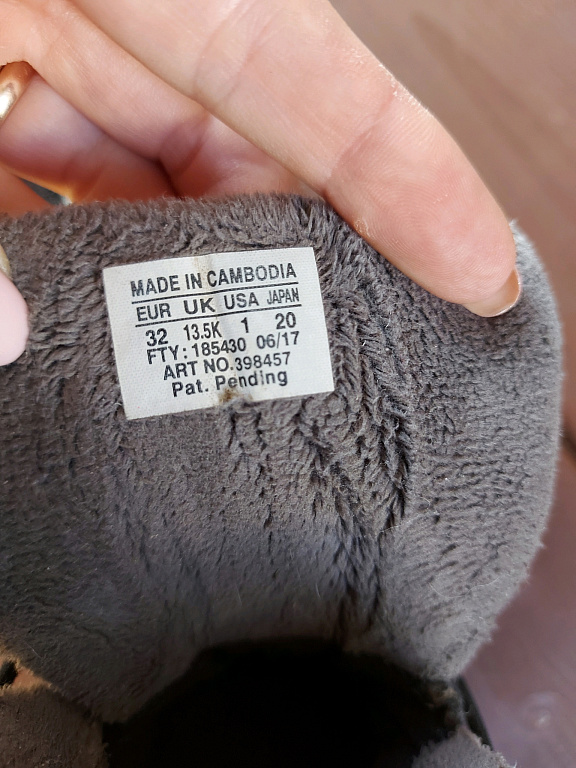 MADE IN CAMBODIA
EUR UK USA JAPAN
32 13.5K 1 20
FTY: 185430 06/17
ART NO.398457
Pat. Pending